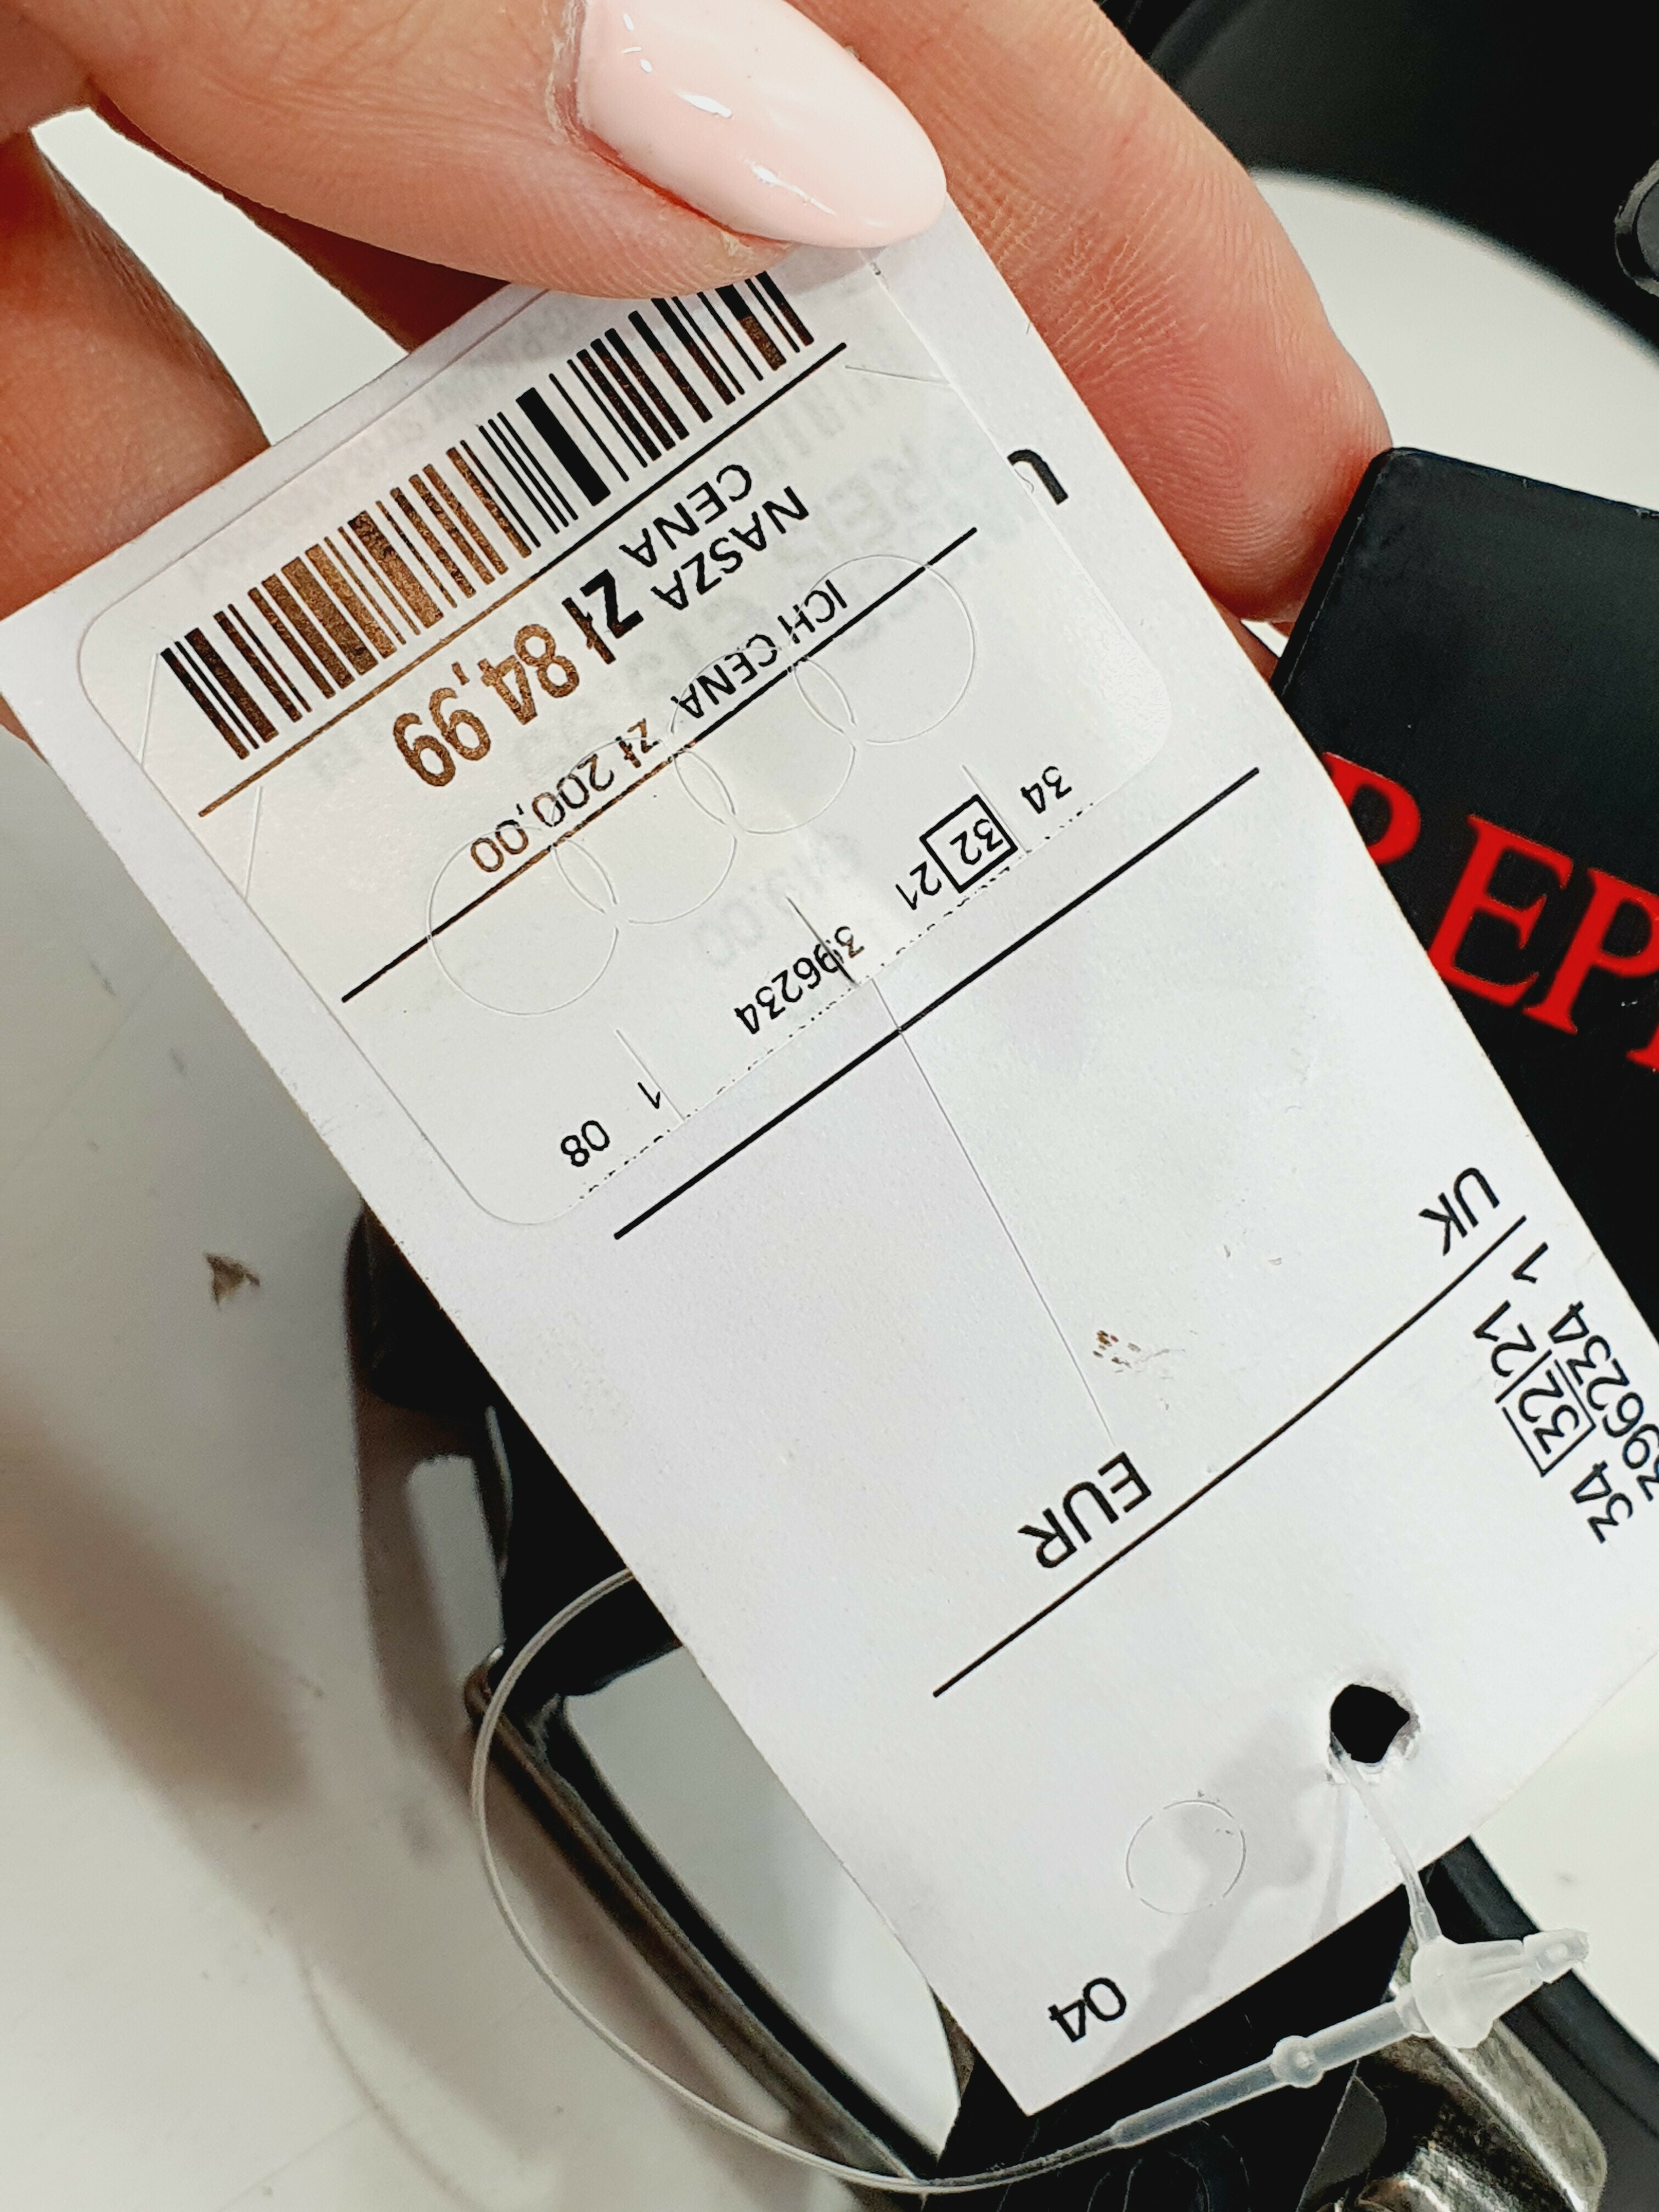 04
34 32 21
396234 1
UK EUR
34 32 21 396234 1 08
ICH CENA zł 200,00
NASZA
CENA zł 84,99
REP